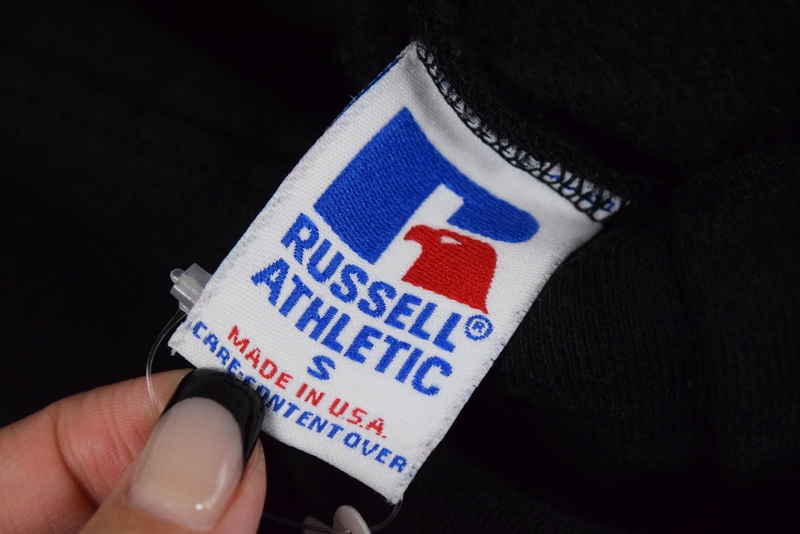 RUSSELL®
ATHLETIC
S
MADE IN U.S.A.
CARE-CONTENT OVER